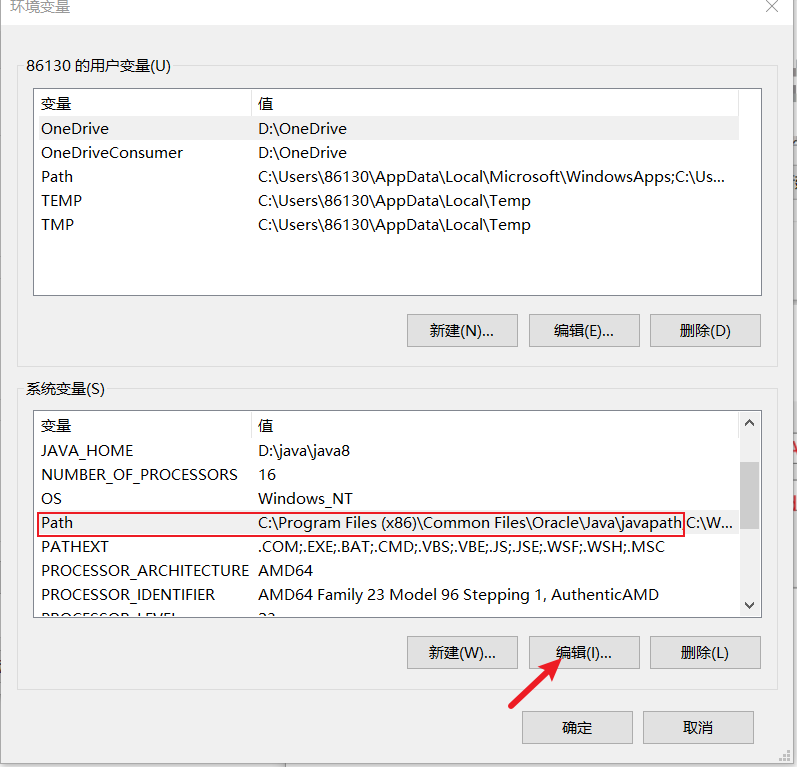 环境变量
86130 的用户变量(U)
变量 值
OneDrive D:\OneDrive
OneDriveConsumer D:\OneDrive
Path C:\Users\86130\AppData\Local\Microsoft\WindowsApps;C:\Us...
TEMP C:\Users\86130\AppData\Local\Temp
TMP C:\Users\86130\AppData\Local\Temp
新建(N)... 编辑(E)... 删除(D)
系统变量(S)
变量 值
JAVA_HOME D:\java\java8
NUMBER_OF_PROCESSORS 16
OS Windows_NT
Path C:\Program Files (x86)\Common Files\Oracle\Java\javapath;C:\W...
PATHEXT .COM;.EXE;.BAT;.CMD;.VBS;.VBE;.JS;.JSE;.WSF;.WSH;.MSC
PROCESSOR_ARCHITECTURE AMD64
PROCESSOR_IDENTIFIER AMD64 Family 23 Model 96 Stepping 1, AuthenticAMD
PROCESSOR_LEVEL 23
新建(W)... 编辑(I)... 删除(L)
确定 取消